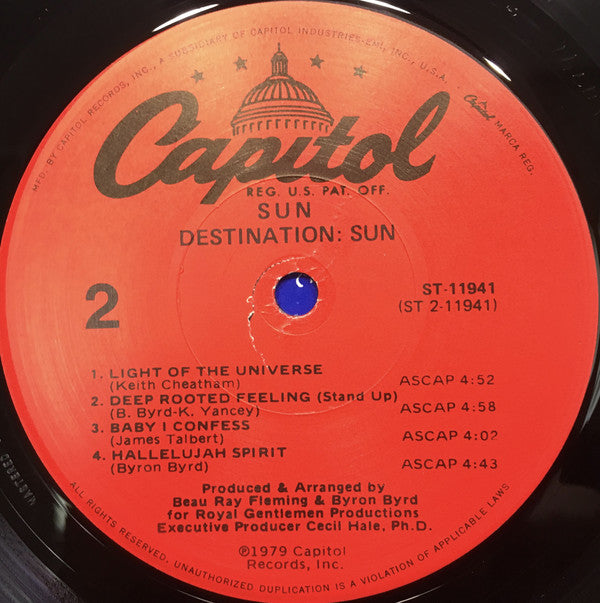 MFD. BY CAPITOL RECORDS, INC., A SUBSIDIARY OF CAPITOL INDUSTRIES-EMI, INC., U.S.A.
Capitol MARCA REG.
Capitol
REG. U.S. PAT. OFF.
SUN
DESTINATION: SUN
2
ST-11941
(ST 2-11941)
1. LIGHT OF THE UNIVERSE
(Keith Cheatham) ASCAP 4:52
2. DEEP ROOTED FEELING (Stand Up)
(B. Byrd-K. Yancey) ASCAP 4:58
3. BABY I CONFESS
(James Talbert) ASCAP 4:02
4. HALLELUJAH SPIRIT
(Byron Byrd) ASCAP 4:43
Produced & Arranged by
Beau Ray Fleming & Byron Byrd
for Royal Gentlemen Productions
Executive Producer Cecil Hale, Ph.D.
℗1979 Capitol
Records, Inc.
ALL RIGHTS RESERVED. UNAUTHORIZED DUPLICATION IS A VIOLATION OF APPLICABLE LAWS
MASTERED